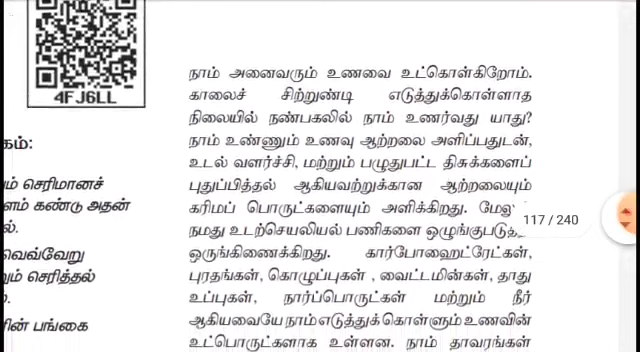 4FJ6LL
கம்:
ம் செரிமானச்
ளம் கண்டு அதன்
ல்.
வெவ்வேறு
ும் செரித்தல்
ின் பங்கை
நாம் அனைவரும் உணவை உட்கொள்கிறோம்.
காலைச் சிற்றுண்டி எடுத்துக்கொள்ளாத
நிலையில் நண்பகலில் நாம் உணர்வது யாது?
நாம் உண்ணும் உணவு ஆற்றலை அளிப்பதுடன்,
உடல் வளர்ச்சி, மற்றும் பழுதுபட்ட திசுக்களைப்
புதுப்பித்தல் ஆகியவற்றுக்கான ஆற்றலையும்
கரிமப் பொருட்களையும் அளிக்கிறது.
நமது உடற்செயலியல் பணிகளை
ஒருங்கிணைக்கிறது. கார்போஹைட்ரேட்கள்,
புரதங்கள், கொழுப்புகள் , வைட்டமின்கள், தாது
உப்புகள், நார்ப்பொருட்கள் மற்றும் நீர்
ஆகியவையே நாம் எடுத்துக்கொள்ளும் உணவின்
உட்பொருட்களாக உள்ளன. நாம் தாவரங்கள்
117 / 240